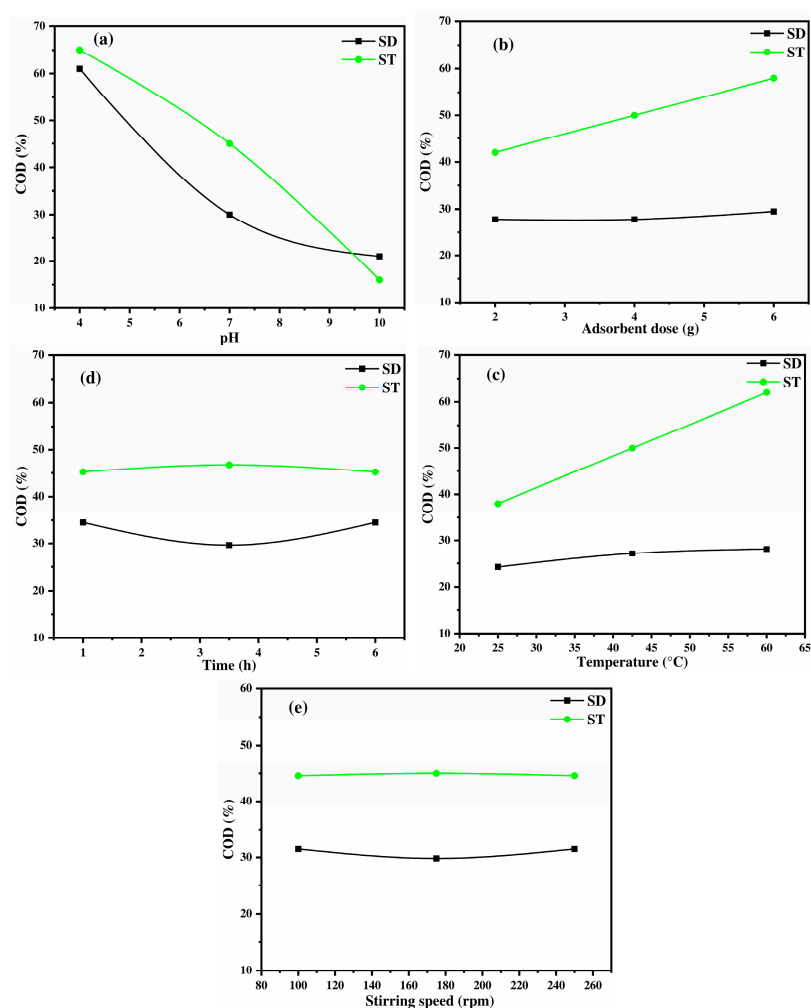 (a)
SD
ST
70
60
50
40
30
20
10
COD (%)
4 5 6 7 8 9 10
pH
(b)
SD
ST
70
60
50
40
30
20
10
COD (%)
2 3 4 5 6
Adsorbent dose (g)
(d)
SD
ST
70
60
50
40
30
20
10
COD (%)
1 2 3 4 5 6
Time (h)
(c)
SD
ST
70
60
50
40
30
20
10
COD (%)
20 25 30 35 40 45 50 55 60 65
Temperature (°C)
(e)
SD
ST
60
50
40
30
20
10
COD (%)
80 100 120 140 160 180 200 220 240 260
Stirring speed (rpm)